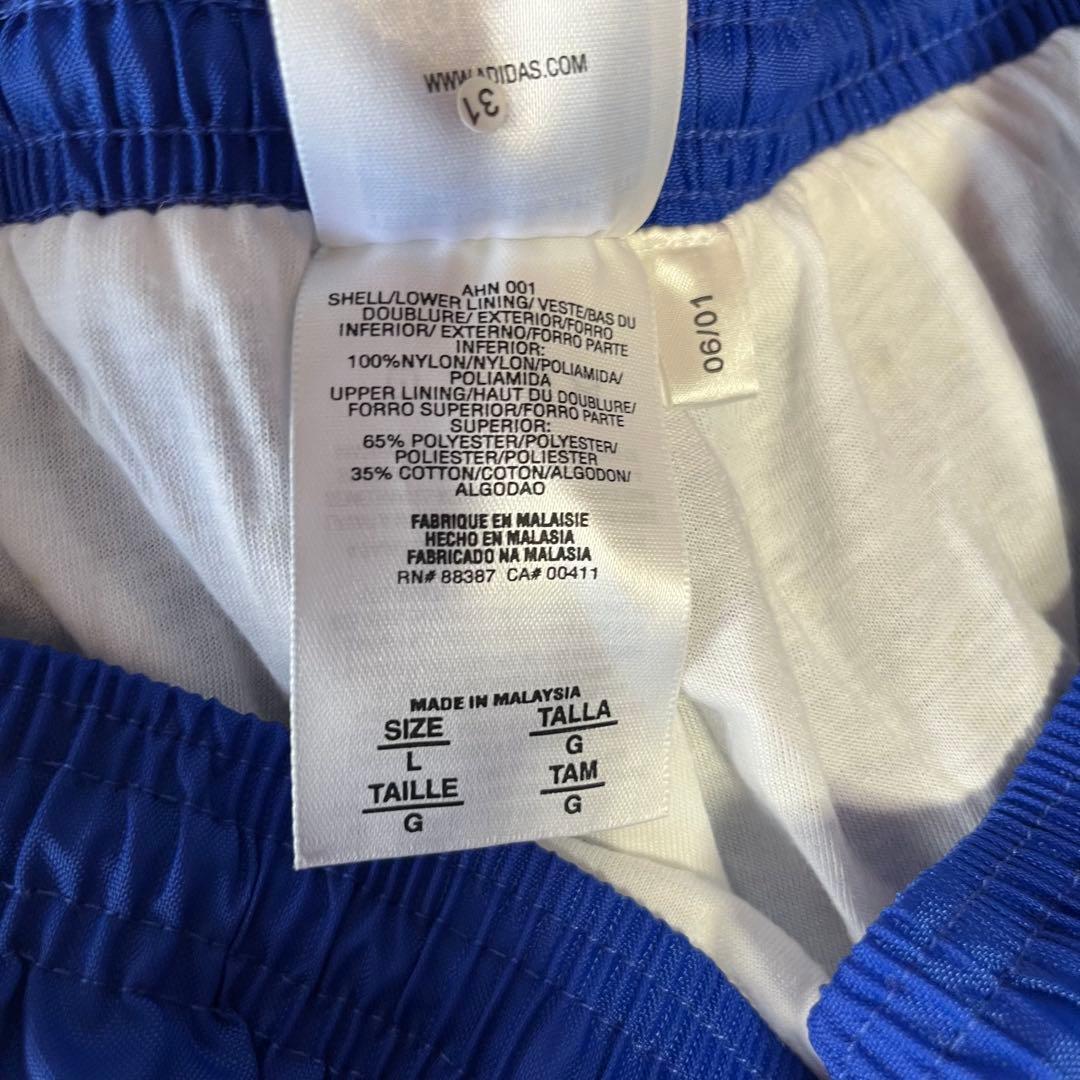 WWW.ADIDAS.COM
31
AHN 001
SHELL/LOWER LINING/ VESTE/BAS DU
DOUBLURE/ EXTERIOR/FORRO
INFERIOR/ EXTERNO/FORRO PARTE
INFERIOR:
100%NYLON/NYLON/POLIAMIDA/
POLIAMIDA
UPPER LINING/HAUT DU DOUBLURE/
FORRO SUPERIOR/FORRO PARTE
SUPERIOR:
65% POLYESTER/POLYESTER/
POLIESTER/POLIESTER
35% COTTON/COTON/ALGODON/
ALGODAO
FABRIQUE EN MALAISIE
HECHO EN MALASIA
FABRICADO NA MALASIA
RN# 88387 CA# 00411
MADE IN MALAYSIA
SIZE TALLA
L G
TAILLE TAM
G G
06/01